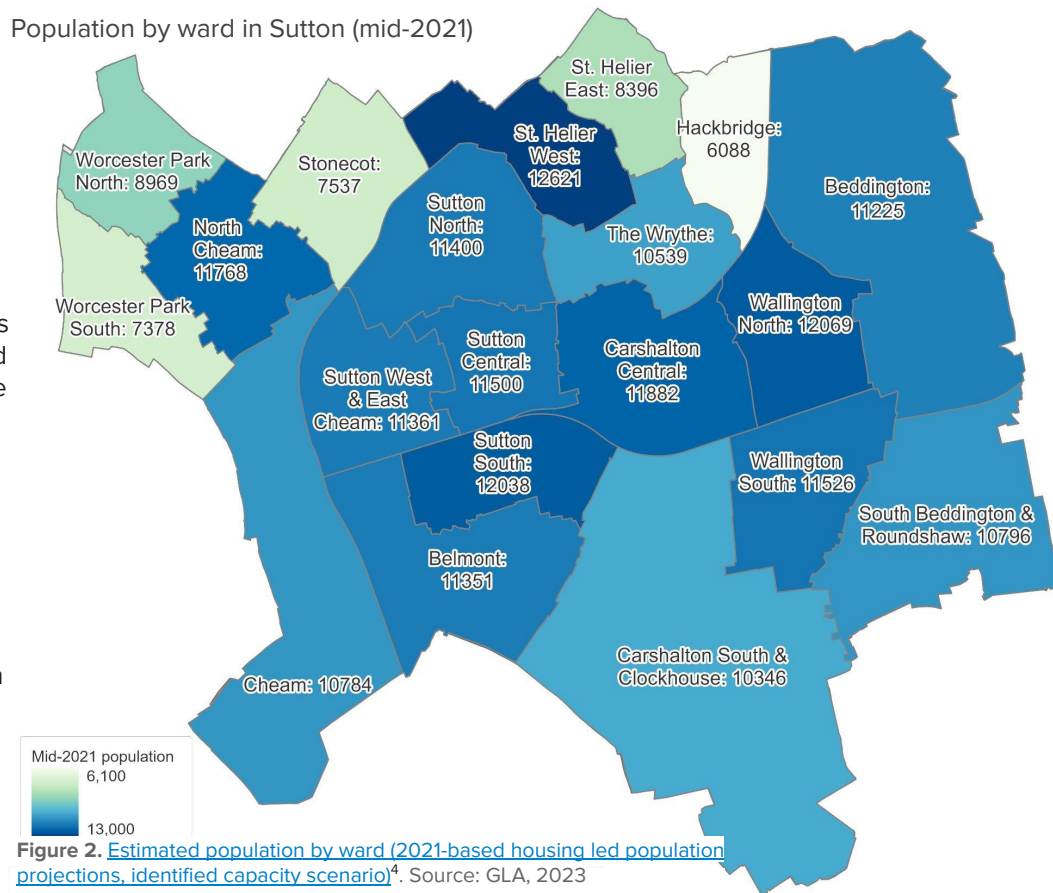 Population by ward in Sutton (mid-2021)
St. Helier
East: 8396
Hackbridge:
6088
St. Helier
West:
12621
Worcester Park
North: 8969
Stonecot:
7537
Beddington:
11225
Sutton
North:
11400
North
Cheam:
11768
The Wrythe:
10539
Worcester Park
South: 7378
Wallington
North: 12069
s
d
e
Sutton
Central:
11500
Carshalton
Central:
11882
Sutton West
& East
Cheam: 11361
Sutton
South:
12038
Wallington
South: 11526
South Beddington &
Roundshaw: 10796
Belmont:
11351
Carshalton South &
Clockhouse: 10346
Cheam: 10784
Mid-2021 population
6,100
13,000
Figure 2. Estimated population by ward (2021-based housing led population
projections, identified capacity scenario)⁴. Source: GLA, 2023